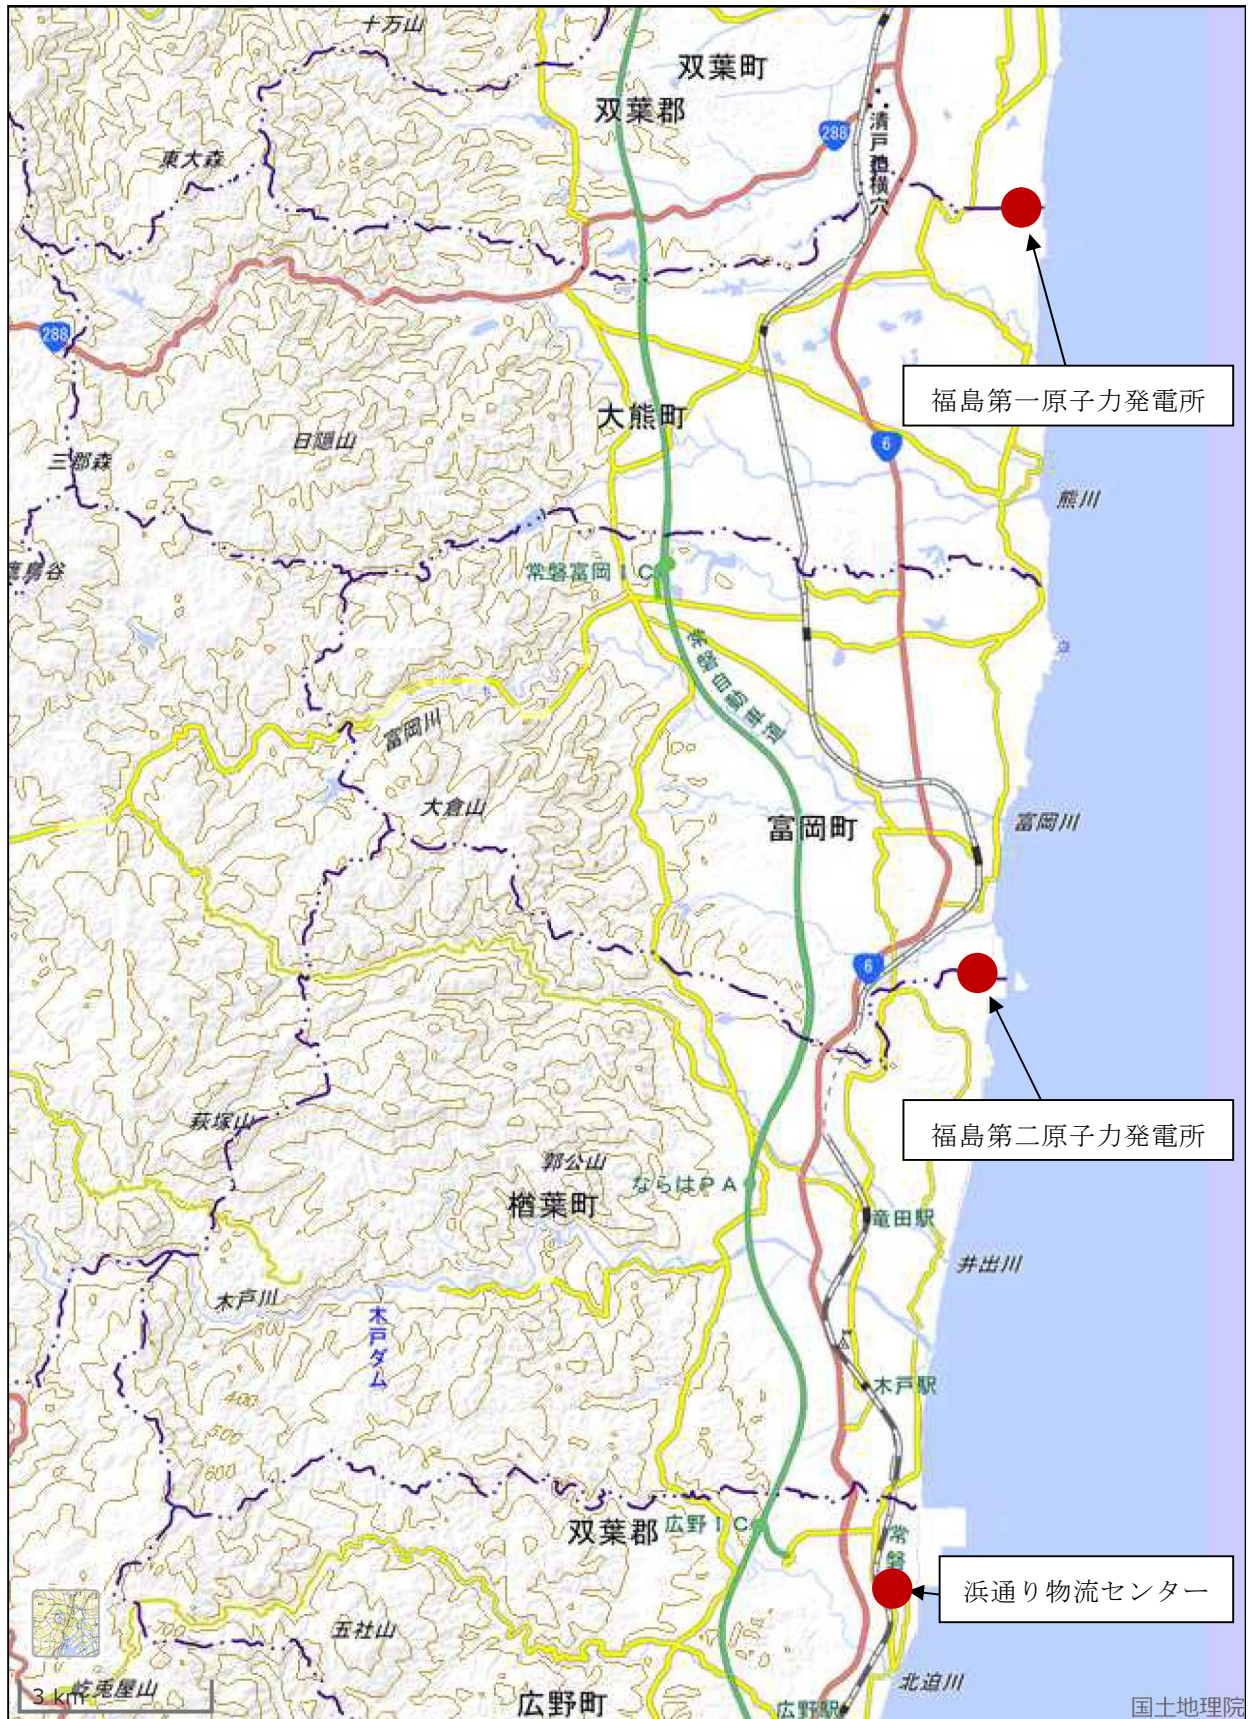 十万山
双葉町
双葉郡
288
清戸廹横穴
東大森
288
福島第一原子力発電所
大熊町
日隠山
6
三郡森
熊川
常磐富岡IC
常磐自動車道
富岡川
大倉山
富岡町
富岡川
6
福島第二原子力発電所
萩塚山
郭公山
ならはPA
楢葉町
竜田駅
井出川
木戸川
木戸ダム
木戸駅
400
600
双葉郡
広野IC
常磐
浜通り物流センター
五社山
700
北迫川
3 km
屹兎屋山
広野町
広野駅
国土地理院